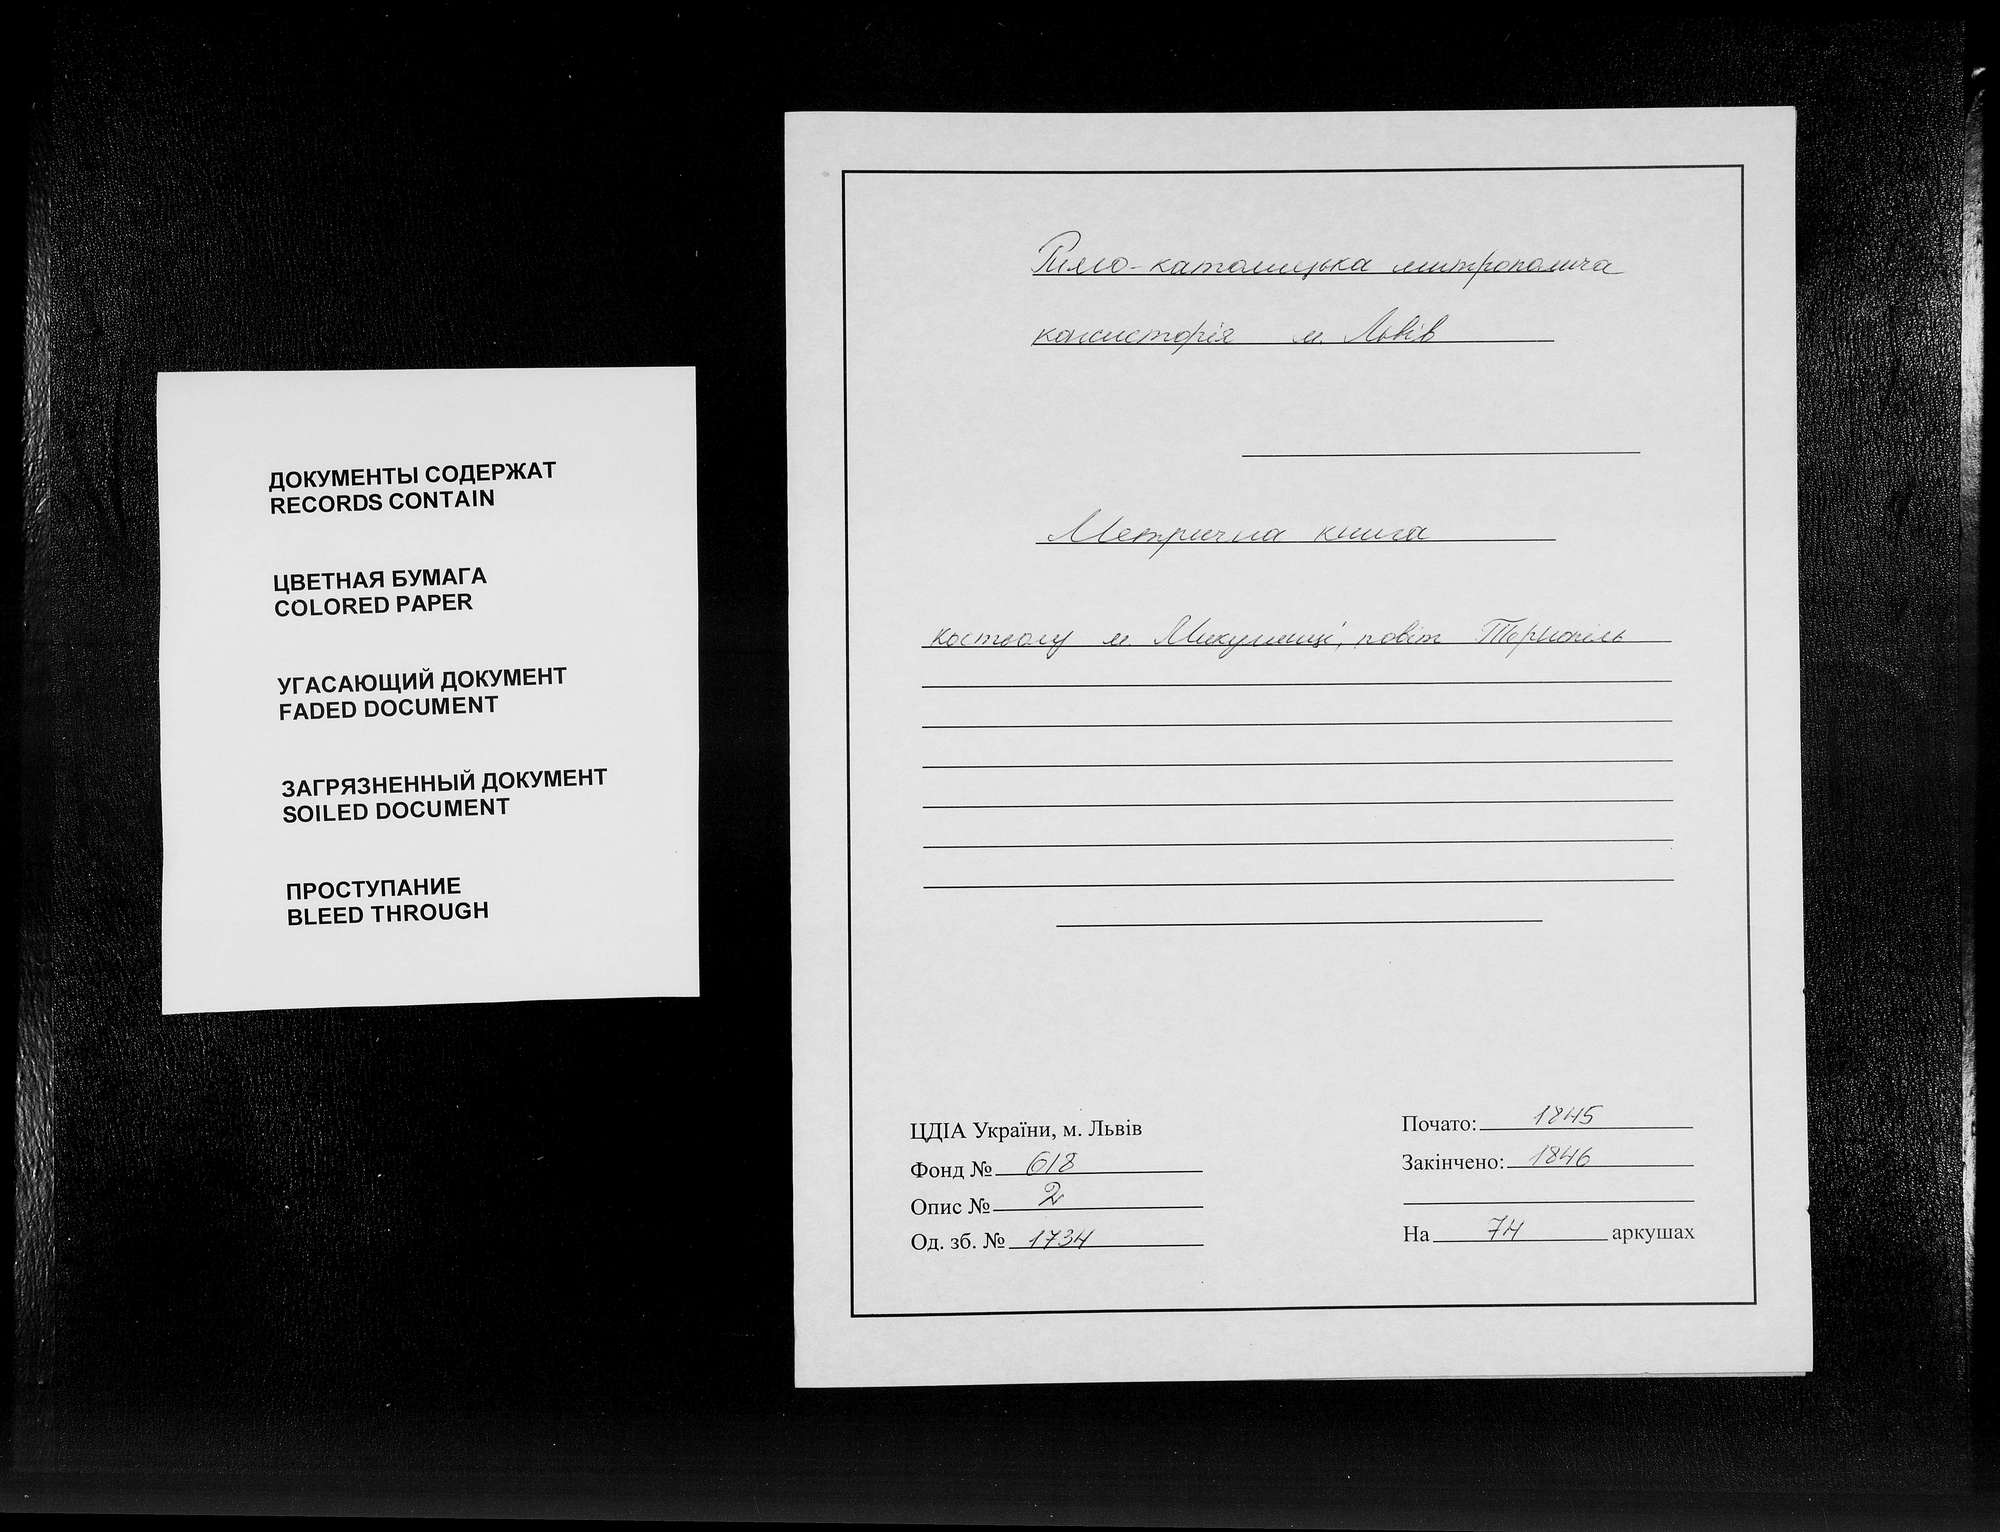 ДОКУМЕНТЫ СОДЕРЖАТ
RECORDS CONTAIN
ЦВЕТНАЯ БУМАГА
COLORED PAPER
УГАСАЮЩИЙ ДОКУМЕНТ
FADED DOCUMENT
ЗАГРЯЗНЕННЫЙ ДОКУМЕНТ
SOILED DOCUMENT
ПРОСТУПАНИЕ
BLEED THROUGH
Римо-католицька митрополича
консисторія м. Львів
Метрична книга
костьолу м. Микулинці, повіт Тернопіль
ЦДІА України, м. Львів
Фонд № 618
Опис № 2
Од. зб. № 1734
Почато: 1845
Закінчено: 1846
На 74 аркушах